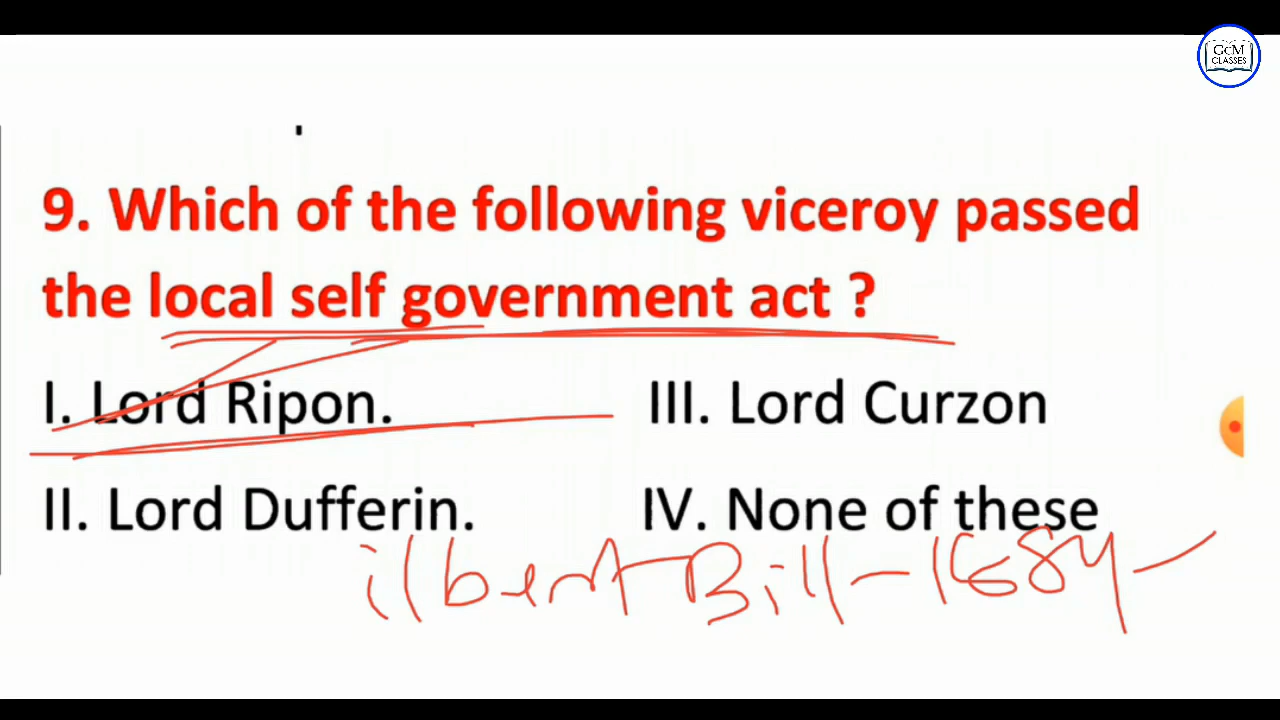 GCM
CLASSES
9. Which of the following viceroy passed
the local self government act ?
I. Lord Ripon.
III. Lord Curzon
II. Lord Dufferin.
IV. None of these
ilbert Bill - 1884 -